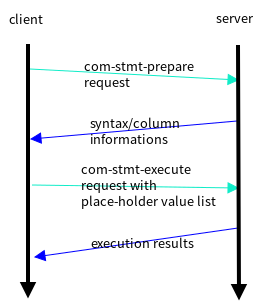 client
server
com-stmt-prepare
request
syntax/column
informations
com-stmt-execute
request with
place-holder value list
execution results